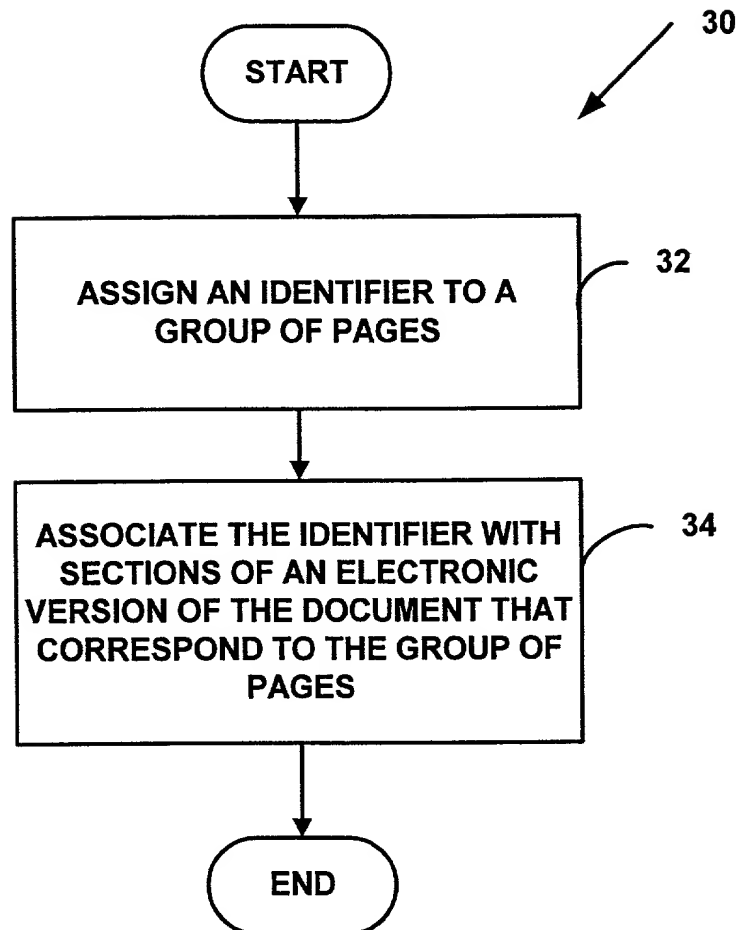 30
START
ASSIGN AN IDENTIFIER TO A
GROUP OF PAGES
32
ASSOCIATE THE IDENTIFIER WITH
SECTIONS OF AN ELECTRONIC
VERSION OF THE DOCUMENT THAT
CORRESPOND TO THE GROUP OF
PAGES
34
END